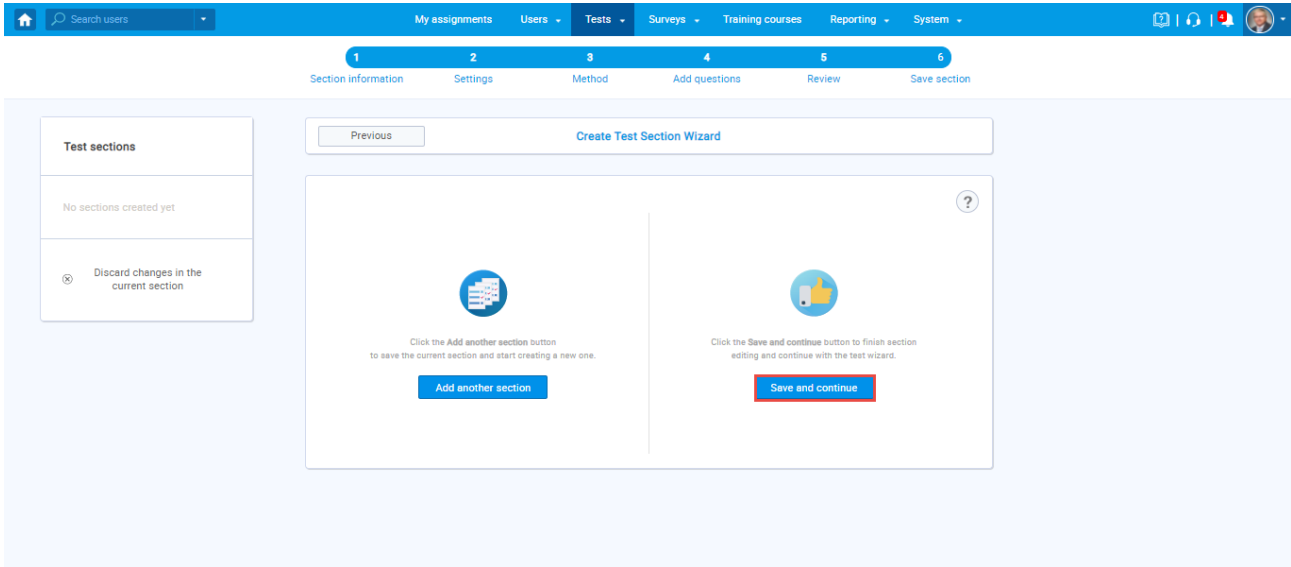 Search users
My assignments
Users
Tests
Surveys
Training courses
Reporting
System
4
1
2
3
4
5
6
Section information
Settings
Method
Add questions
Review
Save section
Test sections
No sections created yet
Discard changes in the
current section
Previous
Create Test Section Wizard
?
Click the Add another section button
to save the current section and start creating a new one.
Add another section
Click the Save and continue button to finish section
editing and continue with the test wizard.
Save and continue